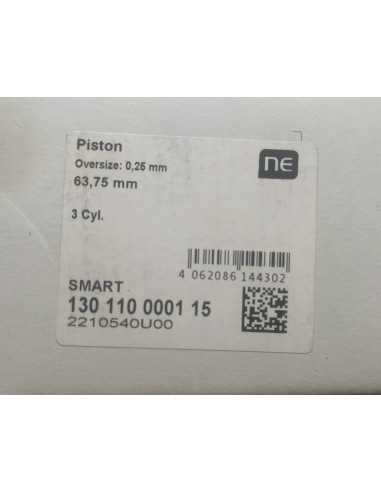 Piston
Oversize: 0,25 mm
NE
63,75 mm
3 Cyl.
4 062086 144302
SMART
130 110 0001 15
2210540U00